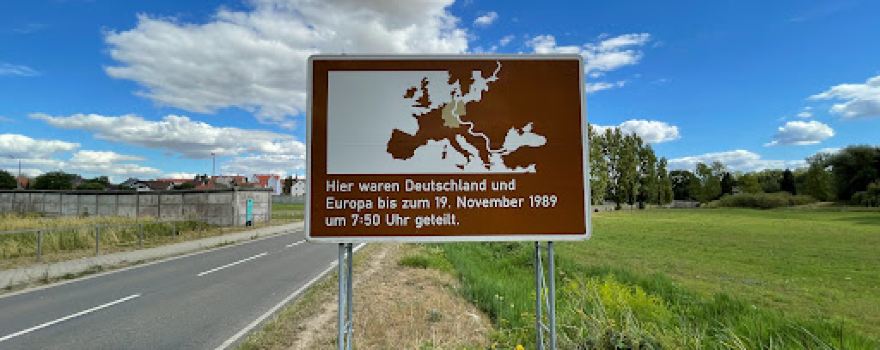 Hier waren Deutschland und
Europa bis zum 19. November 1989
um 7:50 Uhr geteilt.